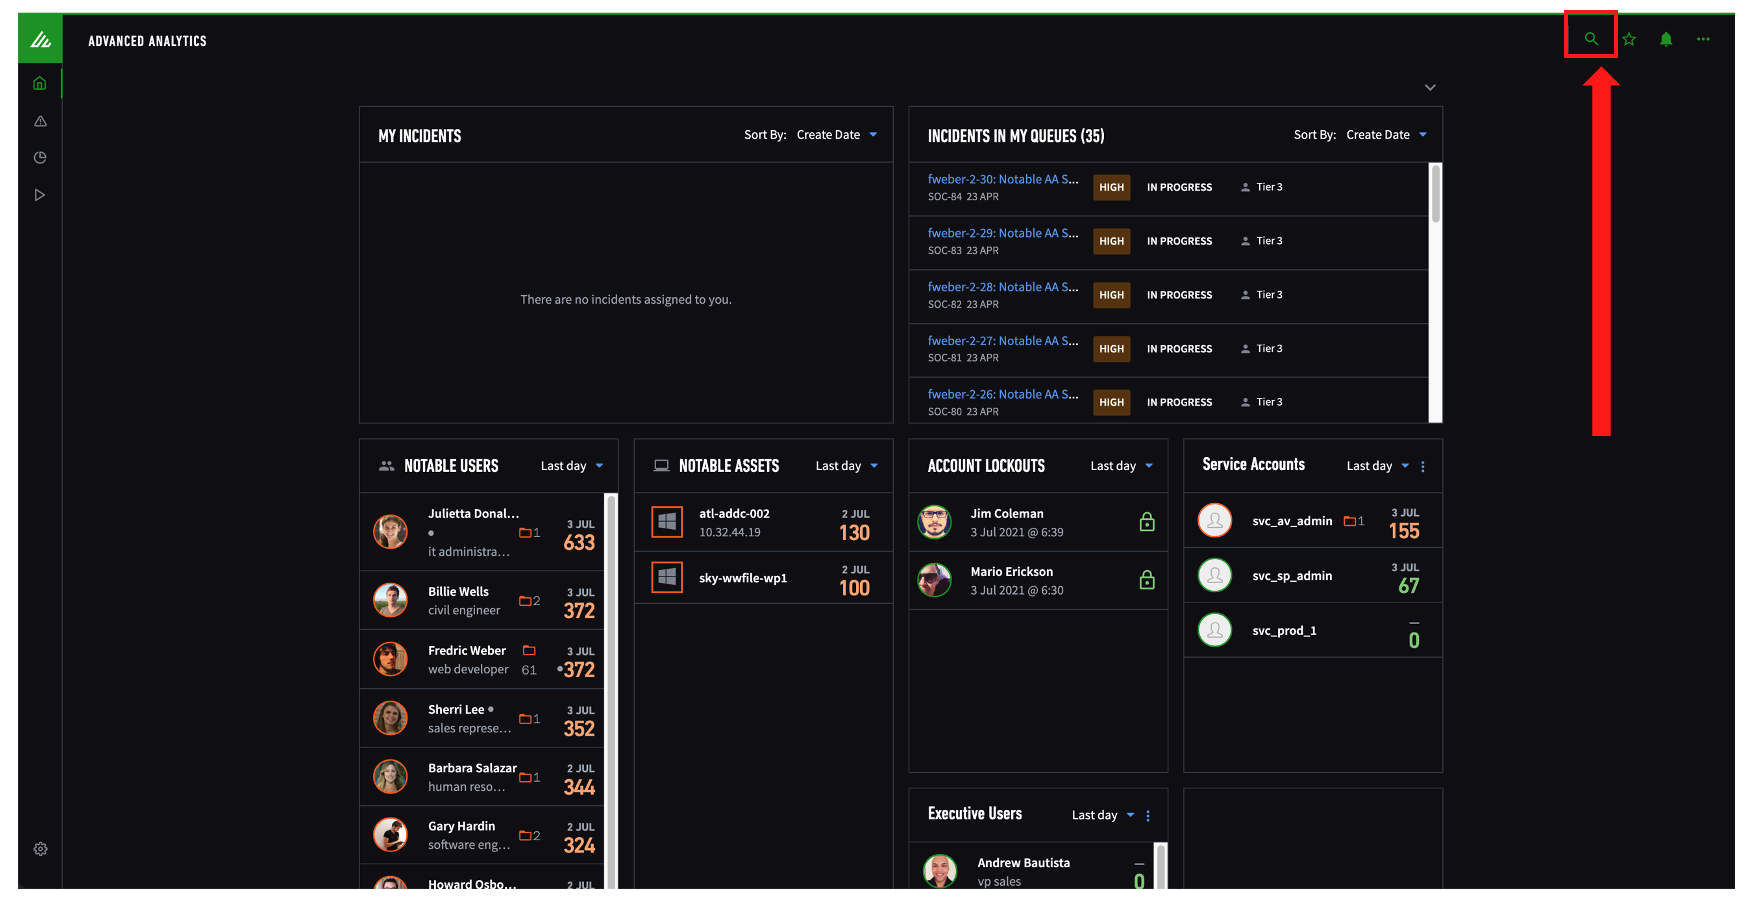 ADVANCED ANALYTICS
MY INCIDENTS
Sort By: Create Date
There are no incidents assigned to you.
INCIDENTS IN MY QUEUES (35)
Sort By: Create Date
fweber-2-30: Notable AA S...
HIGH IN PROGRESS Tier 3
SOC-84 23 APR
fweber-2-29: Notable AA S...
HIGH IN PROGRESS Tier 3
SOC-83 23 APR
fweber-2-28: Notable AA S...
HIGH IN PROGRESS Tier 3
SOC-82 23 APR
fweber-2-27: Notable AA S...
HIGH IN PROGRESS Tier 3
SOC-81 23 APR
fweber-2-26: Notable AA S...
HIGH IN PROGRESS Tier 3
SOC-80 23 APR
NOTABLE USERS Last day
Julietta Donal...
1 3 JUL
it administra... 633
Billie Wells 3 JUL
civil engineer 2 372
Fredric Weber 3 JUL
web developer 61 372
Sherri Lee 1 3 JUL
sales represe... 352
Barbara Salazar 1 2 JUL
human reso... 344
Gary Hardin 2 2 JUL
software eng... 324
Howard Osbo... 2 JUL
NOTABLE ASSETS Last day
atl-addc-002 2 JUL
10.32.44.19 130
sky-wwfile-wp1 2 JUL
100
ACCOUNT LOCKOUTS Last day
Jim Coleman
3 Jul 2021 @ 6:39
Mario Erickson
3 Jul 2021 @ 6:30
Service Accounts Last day
svc_av_admin 1 3 JUL
155
svc_sp_admin 3 JUL
67
svc_prod_1 —
0
Executive Users Last day
Andrew Bautista —
vp sales 0